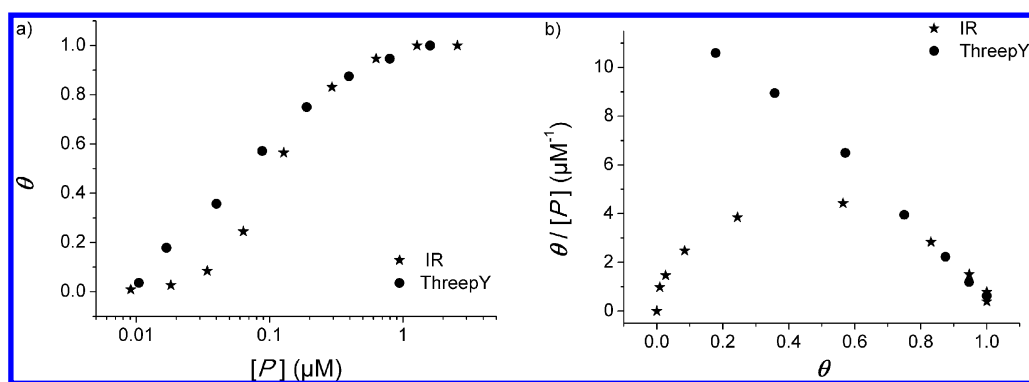 a)
1.0
0.8
0.6
0.4
0.2
0.0
θ
IR
ThreepY
0.01 0.1 1
[P] (μM)
b)
IR
ThreepY
10
8
6
4
2
0
θ / [P] (μM⁻¹)
0.0 0.2 0.4 0.6 0.8 1.0
θ